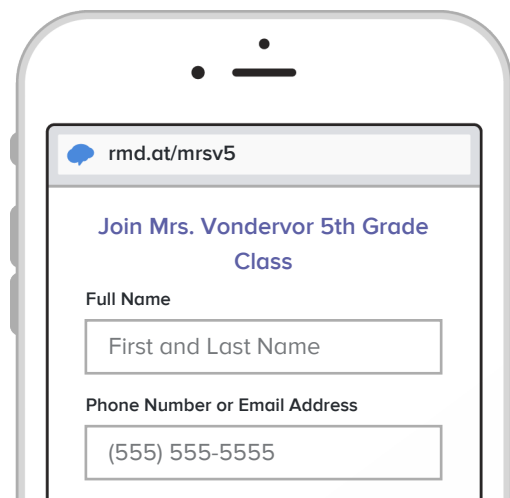 rmd.at/mrsv5
Join Mrs. Vondervor 5th Grade
Class
Full Name
First and Last Name
Phone Number or Email Address
(555) 555-5555